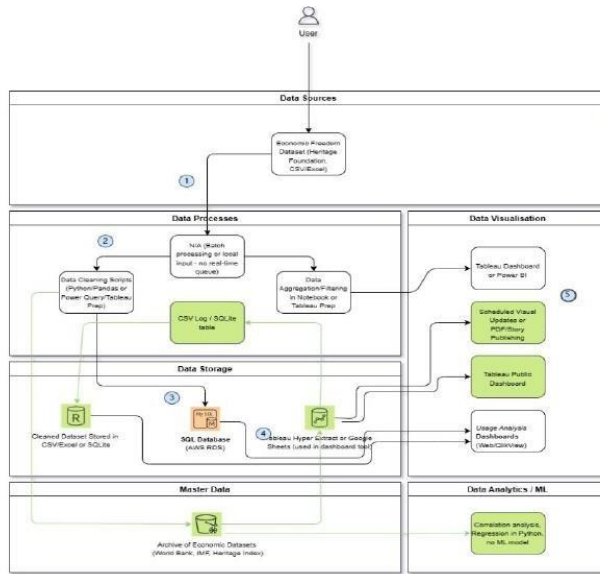 User
Data Sources
Economic Freedom
Dataset (Heritage
Foundation,
CSV/Excel)
1
Data Processes
2
N/A (Batch
processing or local
input - no real-time
queue)
Data Cleaning Scripts
(Python/Pandas or
Power Query/Tableau
Prep)
Data
Aggregation/Filtering
in Notebook or
Tableau Prep
CSV Log / SQLite
table
Data Visualisation
Tableau Dashboard
or Power BI
5
Scheduled Visual
Updates or
PDF/Story
Publishing
Tableau Public
Dashboard
Usage Analysis
Dashboards
(Web/QlikView)
Data Storage
3
4
R
Cleaned Dataset Stored in
CSV/Excel or SQLite
My SQL
SQL Database
(AWS RDS)
Tableau Hyper Extract or Google
Sheets (used in dashboard tool)
Master Data
Archive of Economic Datasets
(World Bank, IMF, Heritage Index)
Data Analytics / ML
Correlation analysis,
Regression in Python,
no ML model